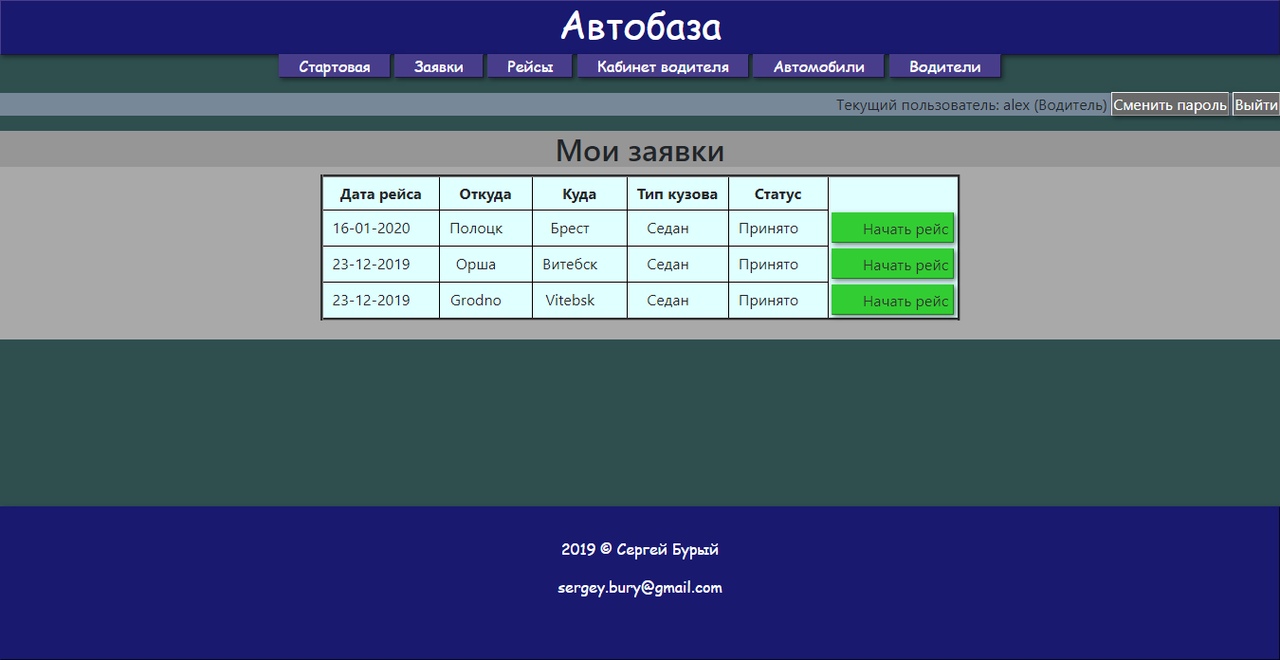 Автобаза
Стартовая Заявки Рейсы Кабинет водителя Автомобили Водители
Текущий пользователь: alex (Водитель) Сменить пароль Выйти
Мои заявки
Дата рейса Откуда Куда Тип кузова Статус
16-01-2020 Полоцк Брест Седан Принято Начать рейс
23-12-2019 Орша Витебск Седан Принято Начать рейс
23-12-2019 Grodno Vitebsk Седан Принято Начать рейс
2019 © Сергей Бурый
sergey.bury@gmail.com